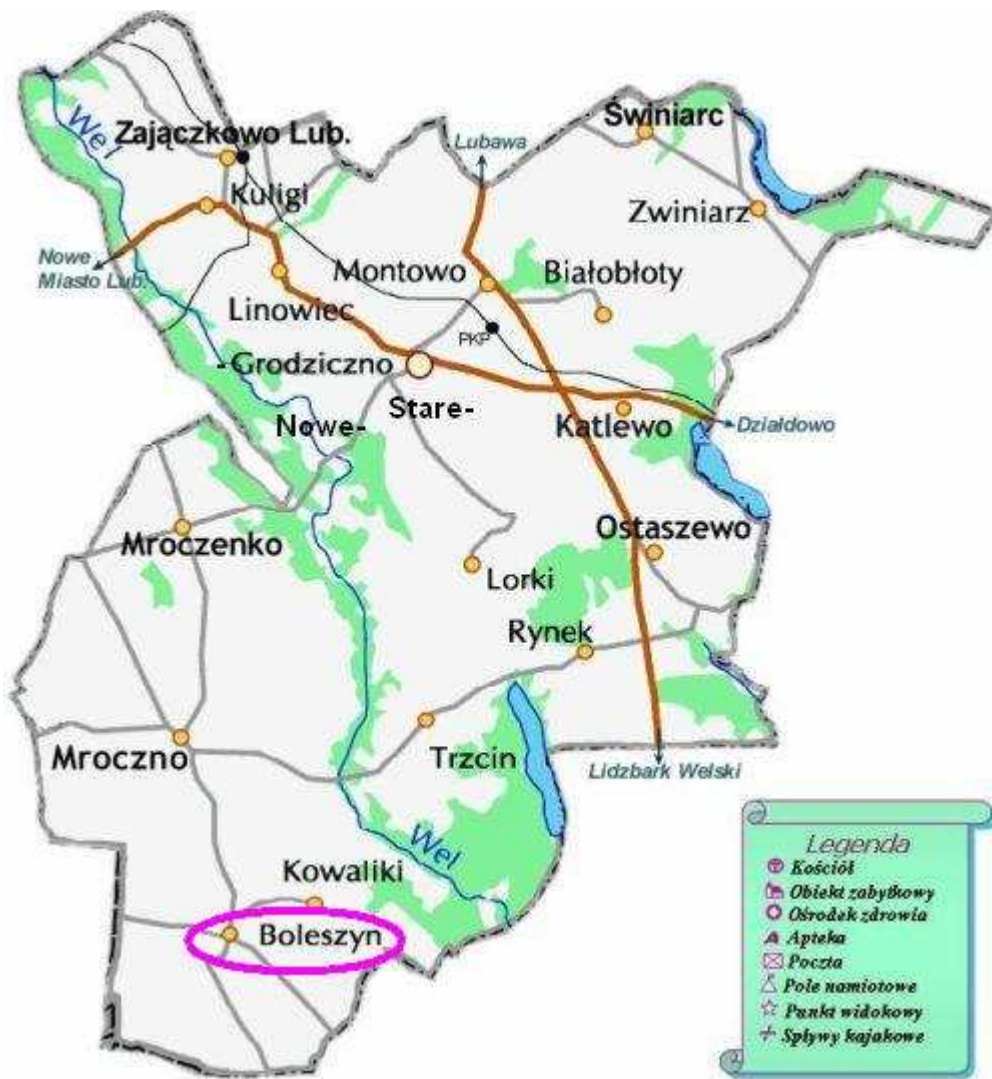 Wel
Zajączkowo Lub.
Kuligi
Lubawa
Świniarc
Zwiniarz
Nowe
Miasto Lub.
Linowiec
Montowo
Białobłoty
PKP
-Grodziczno
Nowe-
Stare-
Katlewo
Działdowo
Mroczenko
Ostaszewo
Lorki
Rynek
Mroczno
Trzcin
Lidzbark Welski
Wel
Kowaliki
Boleszyn
Legenda
Kościół
Obiekt zabytkowy
Ośrodek zdrowia
Apteka
Poczta
Pole namiotowe
Punkt widokowy
Spływy kajakowe